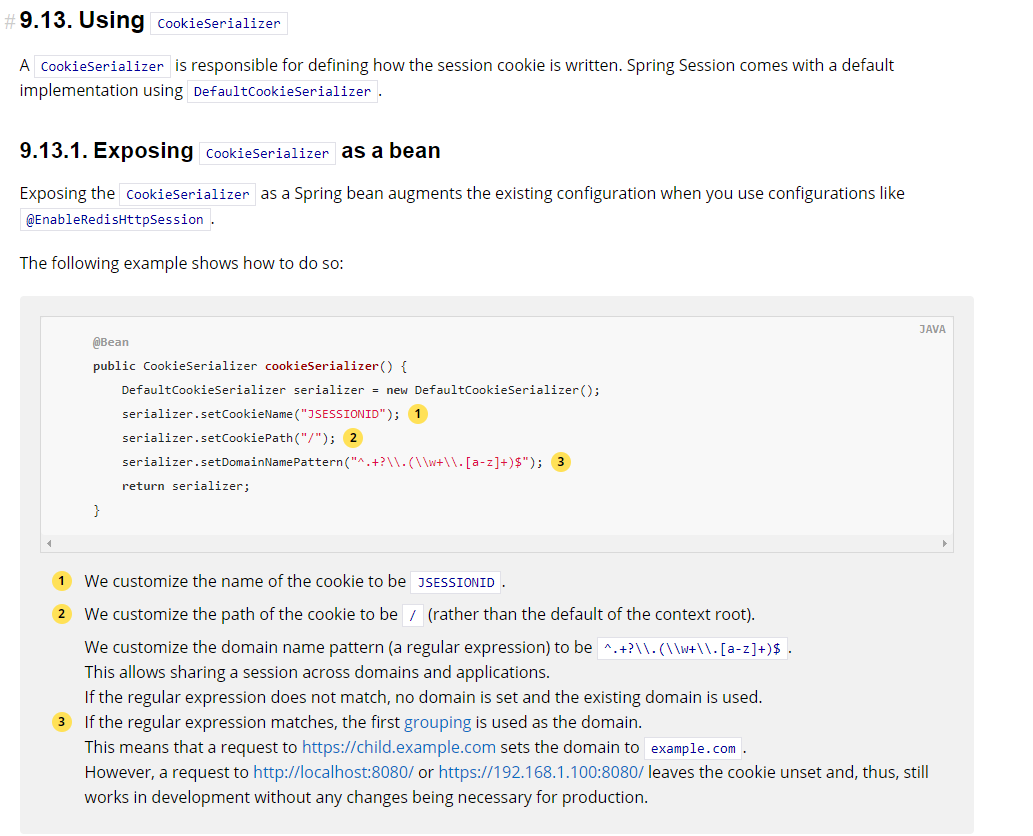 #9.13. Using CookieSerializer
A CookieSerializer is responsible for defining how the session cookie is written. Spring Session comes with a default
implementation using DefaultCookieSerializer.
9.13.1. Exposing CookieSerializer as a bean
Exposing the CookieSerializer as a Spring bean augments the existing configuration when you use configurations like
@EnableRedisHttpSession.
The following example shows how to do so:
JAVA
@Bean
public CookieSerializer cookieSerializer() {
    DefaultCookieSerializer serializer = new DefaultCookieSerializer();
    serializer.setCookieName("JSESSIONID"); 1
    serializer.setCookiePath("/"); 2
    serializer.setDomainNamePattern("^.+?\\.(\\w+\\.[a-z]+)$"); 3
    return serializer;
}
1 We customize the name of the cookie to be JSESSIONID.
2 We customize the path of the cookie to be / (rather than the default of the context root).
We customize the domain name pattern (a regular expression) to be ^.+?\\.(\\w+\\.[a-z]+)$.
This allows sharing a session across domains and applications.
If the regular expression does not match, no domain is set and the existing domain is used.
3 If the regular expression matches, the first grouping is used as the domain.
This means that a request to https://child.example.com sets the domain to example.com.
However, a request to http://localhost:8080/ or https://192.168.1.100:8080/ leaves the cookie unset and, thus, still
works in development without any changes being necessary for production.